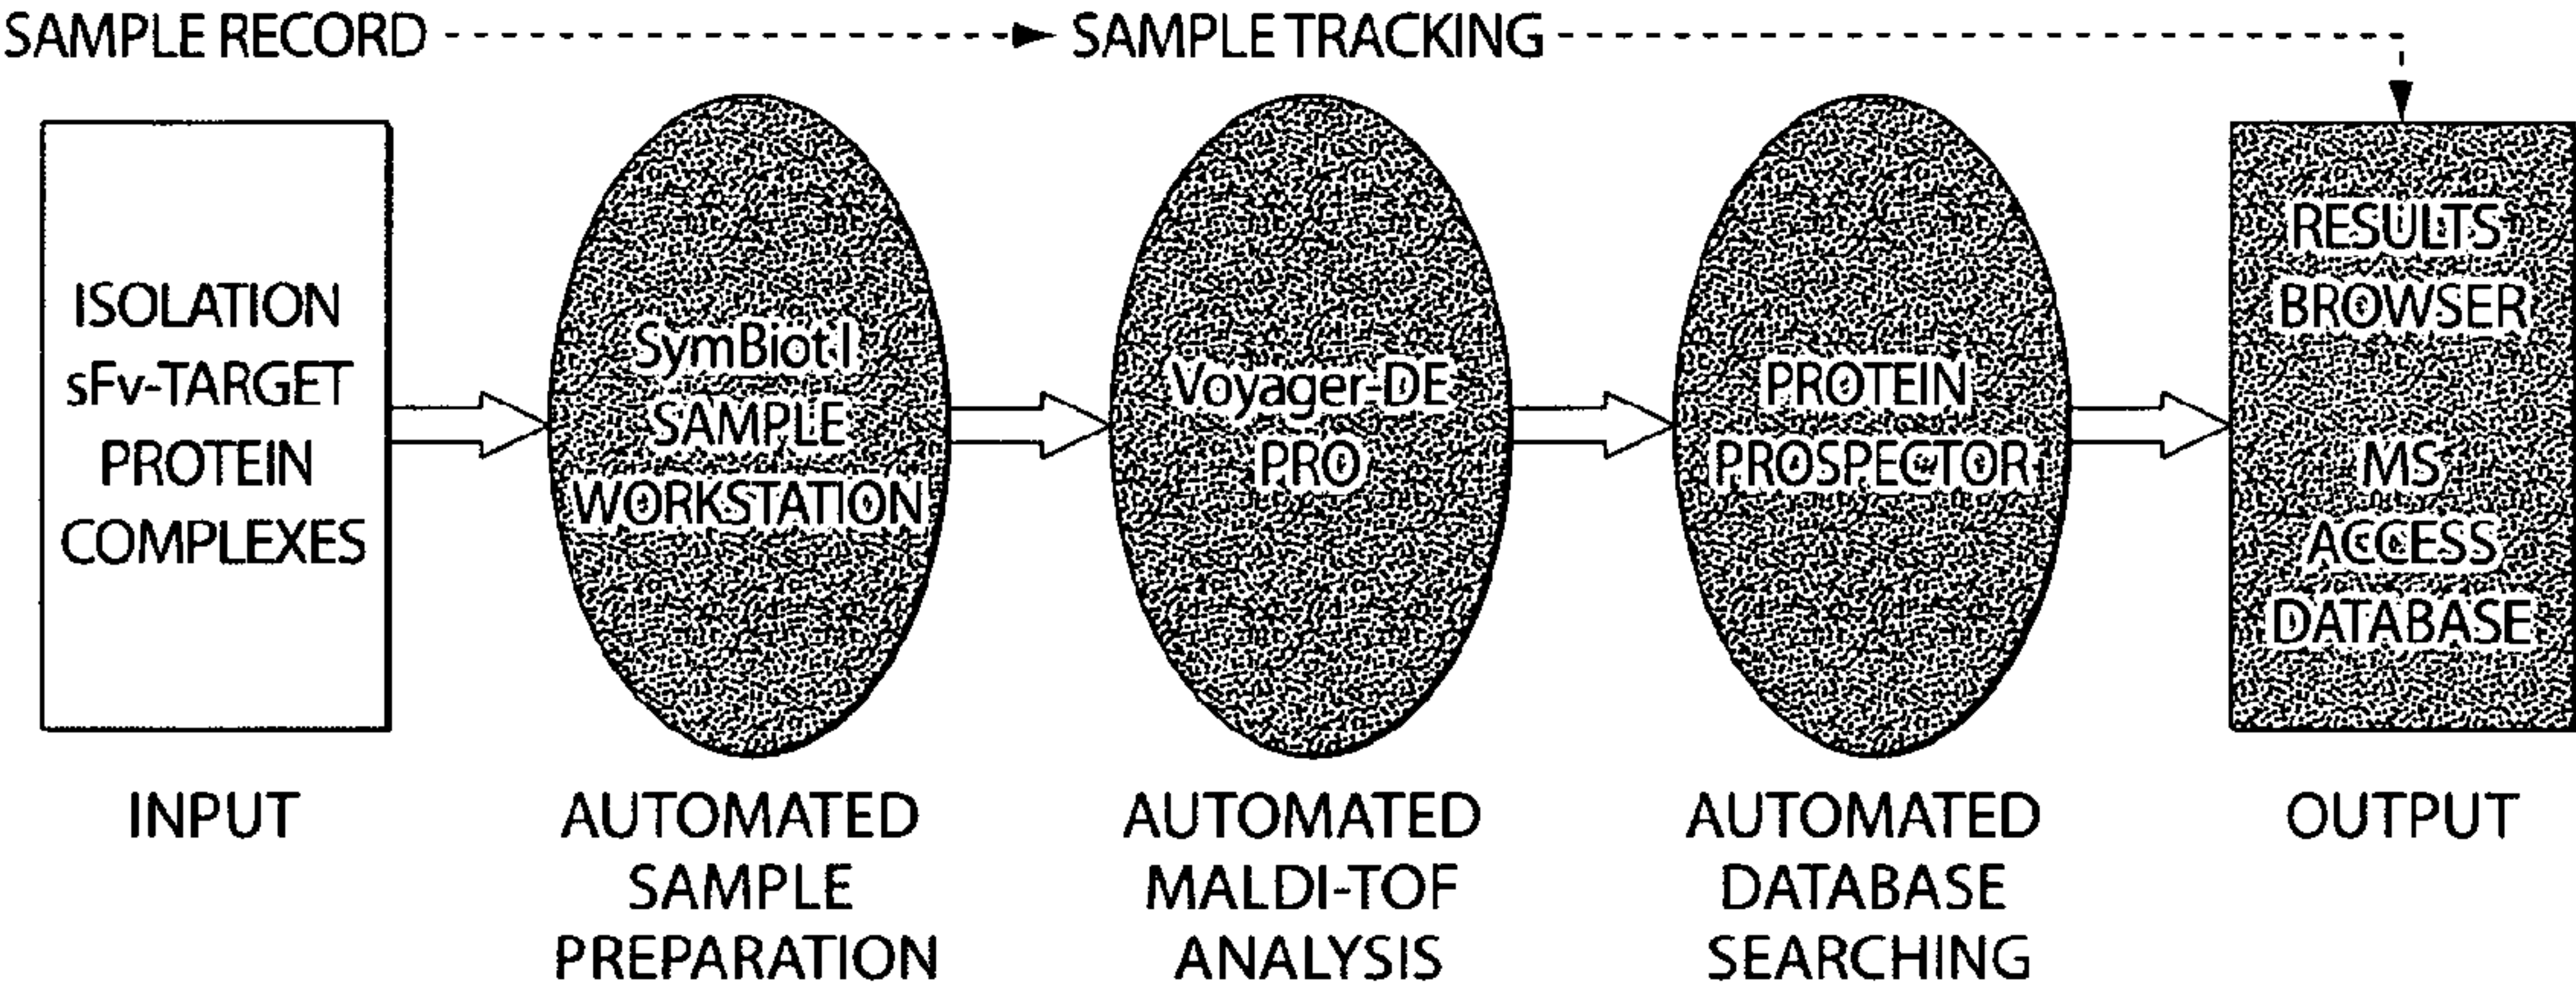 SAMPLE RECORD
SAMPLE TRACKING
ISOLATION
sFv-TARGET
PROTEIN
COMPLEXES
SymBiot I
SAMPLE
WORKSTATION
Voyager-DE
PRO
PROTEIN
PROSPECTOR
RESULTS
BROWSER
MS
ACCESS
DATABASE
INPUT
AUTOMATED
SAMPLE
PREPARATION
AUTOMATED
MALDI-TOF
ANALYSIS
AUTOMATED
DATABASE
SEARCHING
OUTPUT